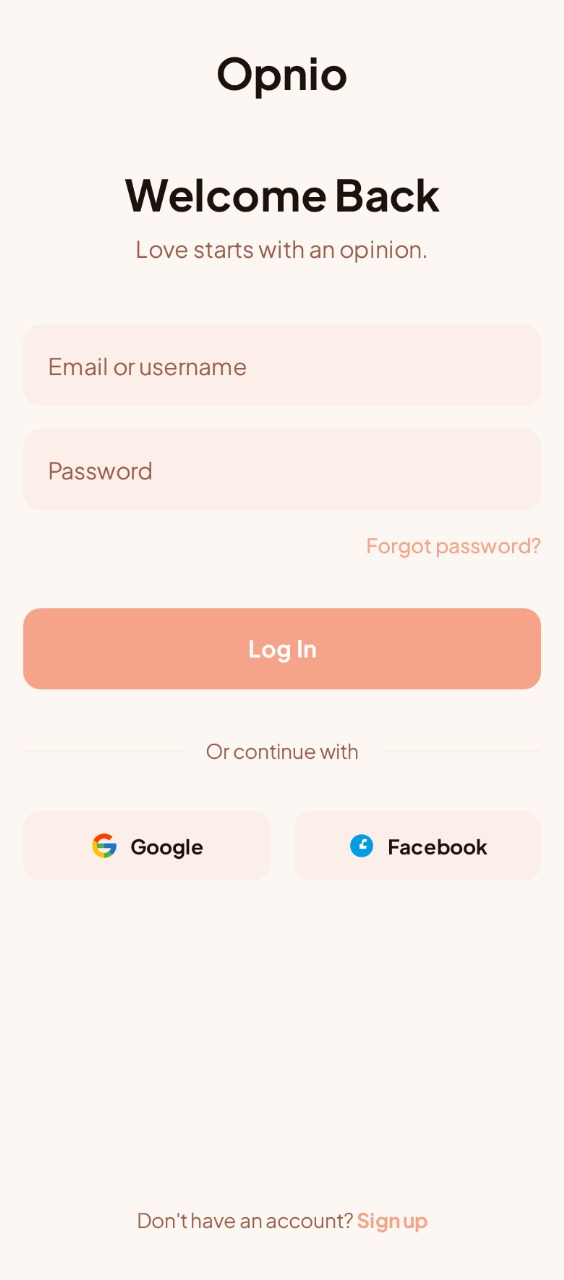 Opnio
Welcome Back
Love starts with an opinion.
Email or username
Password
Forgot password?
Log In
Or continue with
Google
Facebook
Don't have an account? Sign up